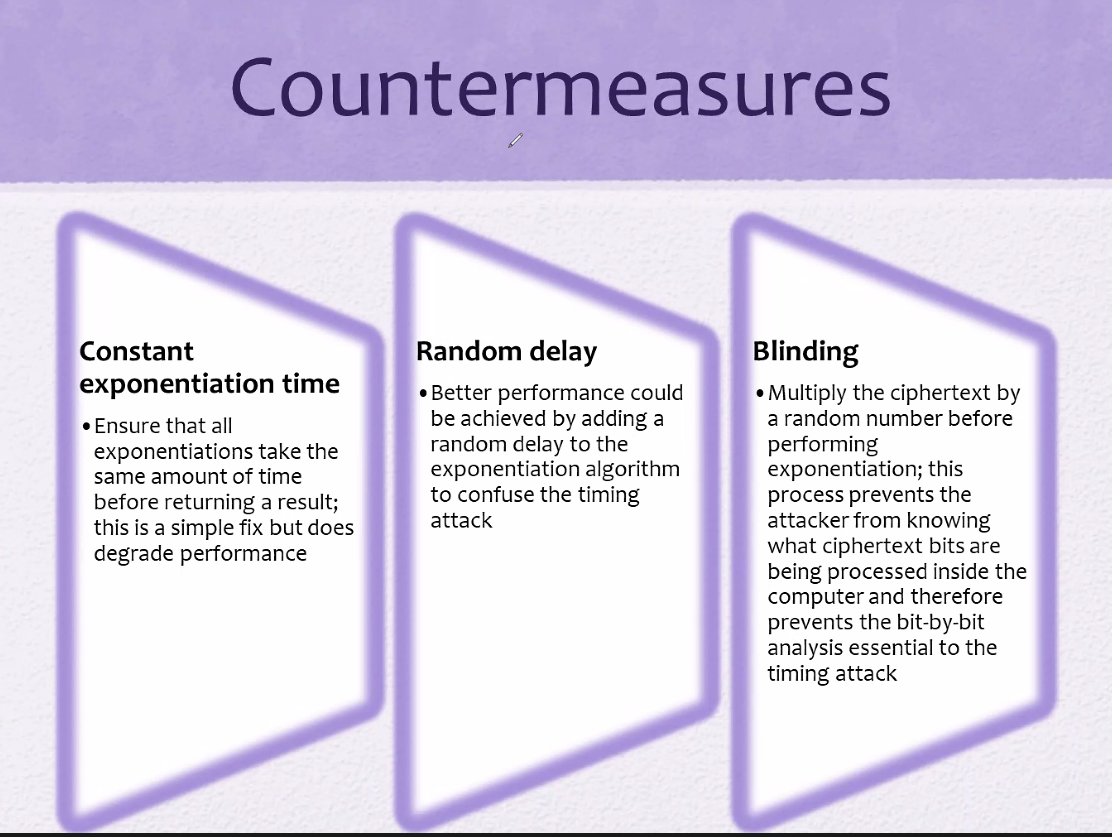 Countermeasures
Constant
exponentiation time
•Ensure that all
exponentiations take the
same amount of time
before returning a result;
this is a simple fix but does
degrade performance
Random delay
•Better performance could
be achieved by adding a
random delay to the
exponentiation algorithm
to confuse the timing
attack
Blinding
•Multiply the ciphertext by
a random number before
performing
exponentiation; this
process prevents the
attacker from knowing
what ciphertext bits are
being processed inside the
computer and therefore
prevents the bit-by-bit
analysis essential to the
timing attack